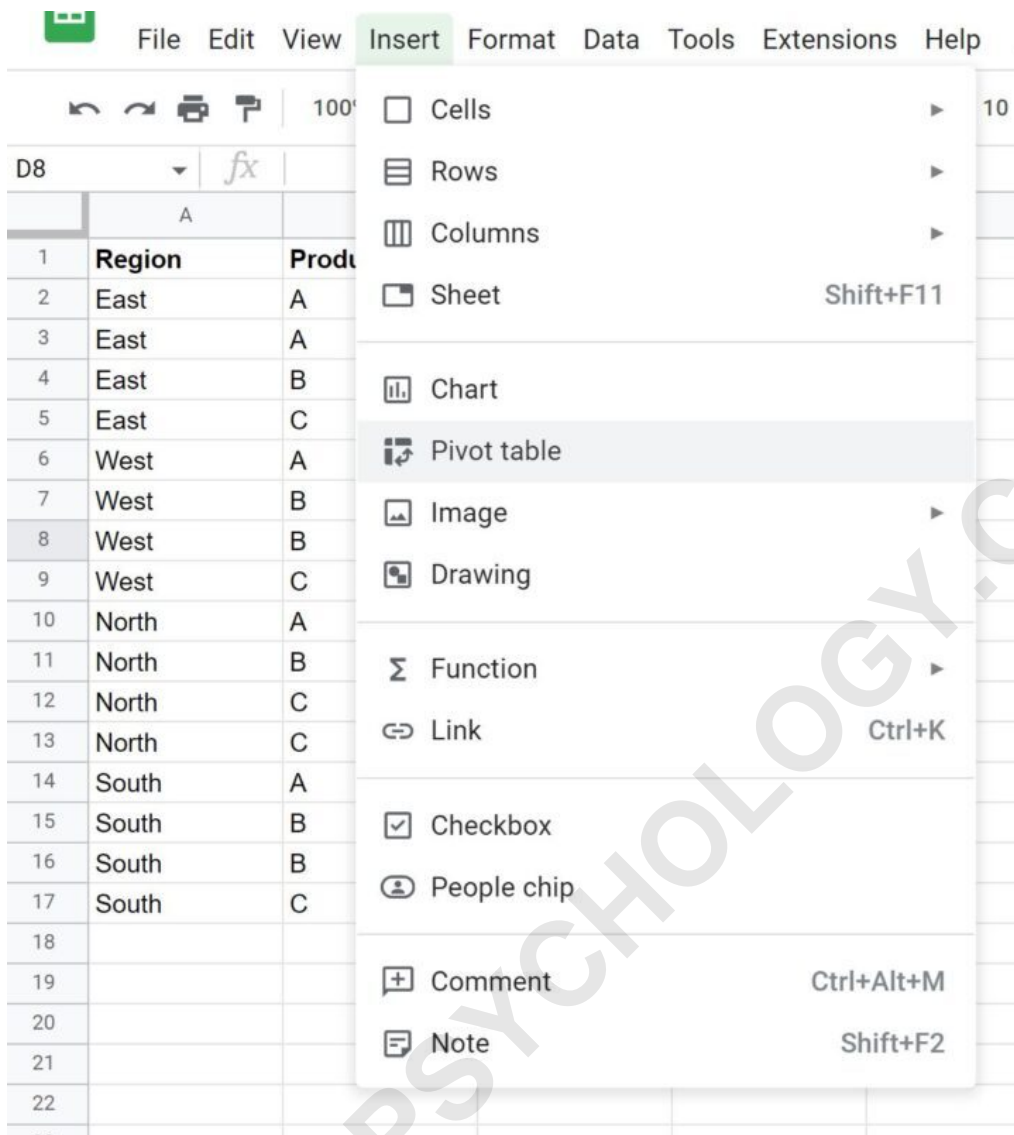 File Edit View Insert Format Data Tools Extensions Help
100%
10
D8
fx
A
Cells
Rows
Columns
Sheet Shift+F11
Chart
Pivot table
Image
Drawing
Function
Link Ctrl+K
Checkbox
People chip
Comment Ctrl+Alt+M
Note Shift+F2
1 Region Produ
2 East A
3 East A
4 East B
5 East C
6 West A
7 West B
8 West B
9 West C
10 North A
11 North B
12 North C
13 North C
14 South A
15 South B
16 South B
17 South C
18
19
20
21
22
PSYCHOLOGY.C